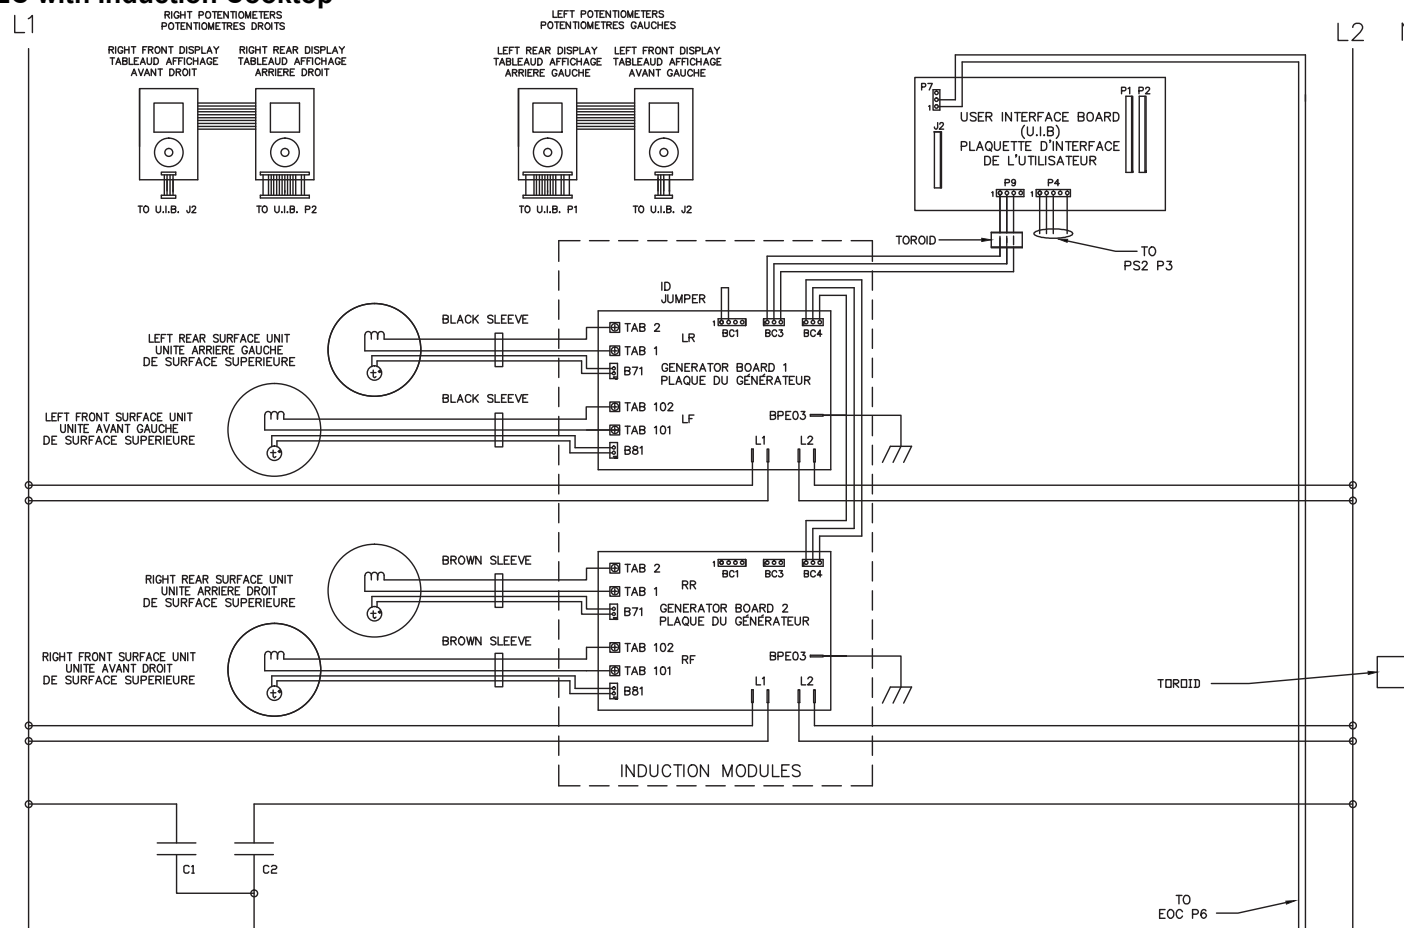 L1
RIGHT POTENTIOMETERS
POTENTIOMETRES DROITS
LEFT POTENTIOMETERS
POTENTIOMETRES GAUCHES
L2
RIGHT FRONT DISPLAY
TABLEAUD AFFICHAGE
AVANT DROIT
RIGHT REAR DISPLAY
TABLEAUD AFFICHAGE
ARRIERE DROIT
LEFT REAR DISPLAY
TABLEAUD AFFICHAGE
ARRIERE GAUCHE
LEFT FRONT DISPLAY
TABLEAUD AFFICHAGE
AVANT GAUCHE
TO U.I.B. J2
TO U.I.B. P2
TO U.I.B. P1
TO U.I.B. J2
P7
1
J2
P1 P2
USER INTERFACE BOARD
(U.I.B)
PLAQUETTE D'INTERFACE
DE L'UTILISATEUR
P9
1
P4
1
TOROID
TO
PS2 P3
ID
JUMPER
1
BC1
BC3
BC4
LEFT REAR SURFACE UNIT
UNITE ARRIERE GAUCHE
DE SURFACE SUPERIEURE
BLACK SLEEVE
TAB 2
LR
TAB 1
B71
GENERATOR BOARD 1
PLAQUE DU GÉNÉRATEUR
t°
LEFT FRONT SURFACE UNIT
UNITE AVANT GAUCHE
DE SURFACE SUPERIEURE
BLACK SLEEVE
TAB 102
LF
TAB 101
B81
BPE03
L1
L2
t°
RIGHT REAR SURFACE UNIT
UNITE ARRIERE DROIT
DE SURFACE SUPERIEURE
BROWN SLEEVE
1
BC1
BC3
BC4
TAB 2
RR
TAB 1
B71
GENERATOR BOARD 2
PLAQUE DU GÉNÉRATEUR
t°
RIGHT FRONT SURFACE UNIT
UNITE AVANT DROIT
DE SURFACE SUPERIEURE
BROWN SLEEVE
TAB 102
RF
TAB 101
B81
BPE03
L1
L2
t°
TOROID
INDUCTION MODULES
C1
C2
TO
EOC P6